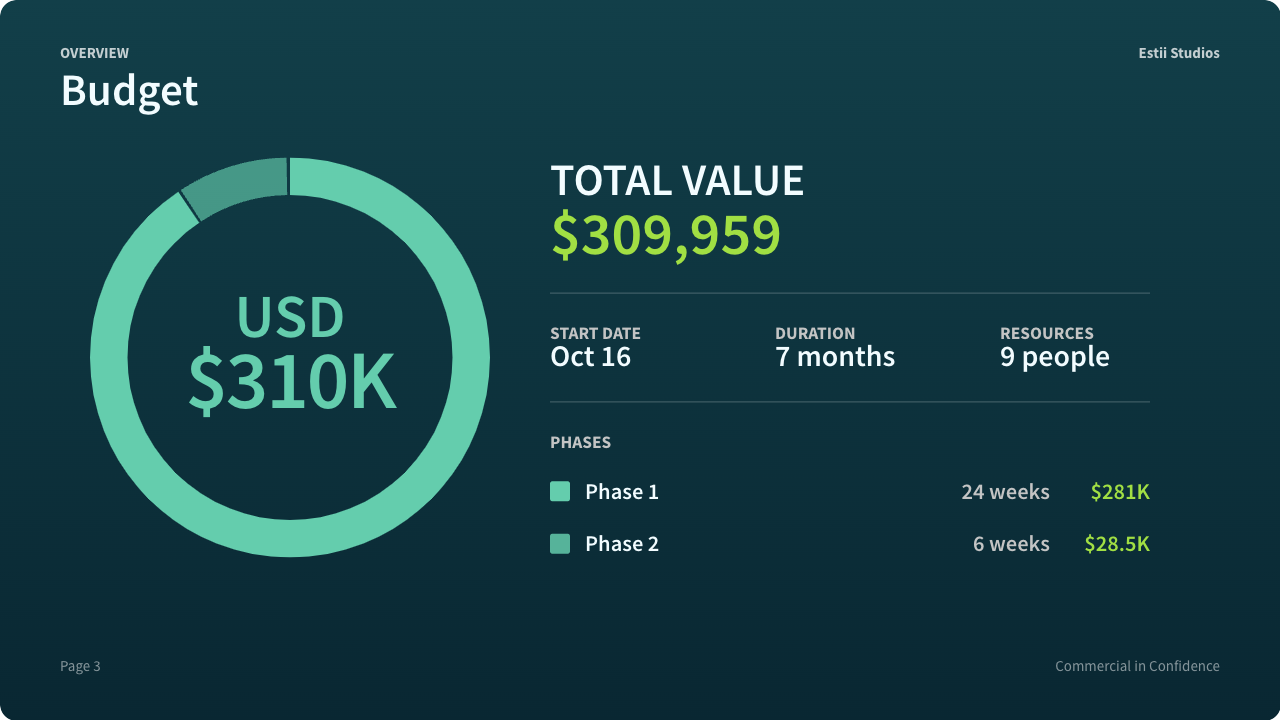 OVERVIEW
Estii Studios
Budget
USD
$310K
TOTAL VALUE
$309,959
START DATE
Oct 16
DURATION
7 months
RESOURCES
9 people
PHASES
Phase 1 24 weeks $281K
Phase 2 6 weeks $28.5K
Page 3
Commercial in Confidence